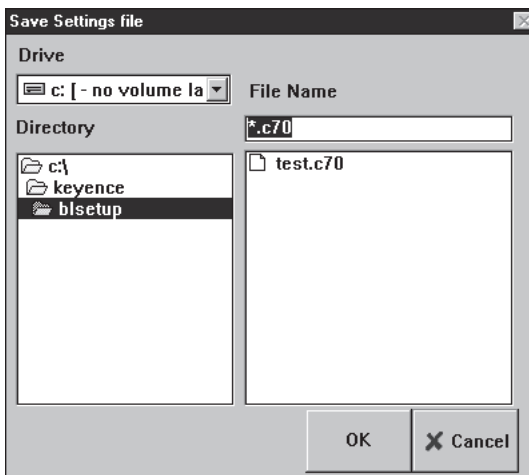 Save Settings file
Drive
c: [ - no volume la
File Name
Directory
*.c70
c:\
test.c70
keyence
blsetup
OK
Cancel